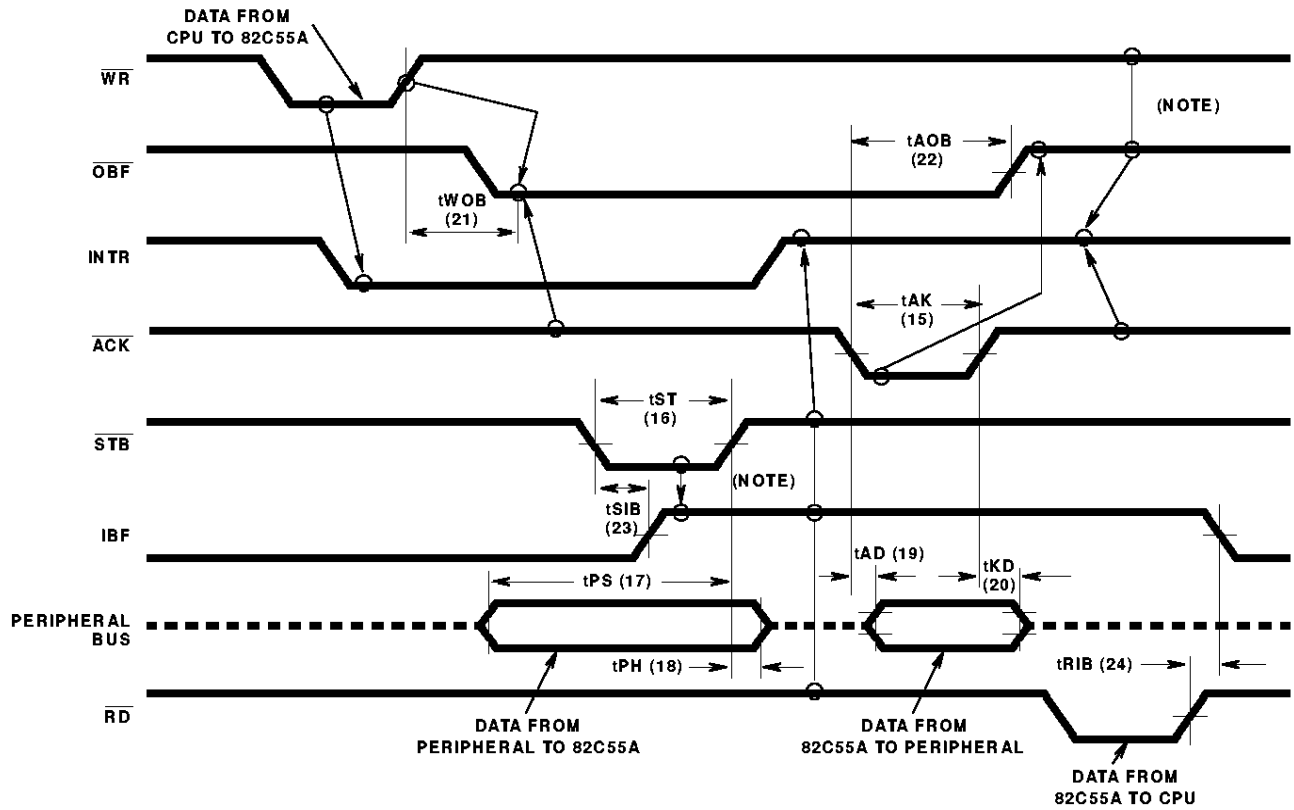 DATA FROM
CPU TO 82C55A
WR
(NOTE)
tAOB
(22)
OBF
tWOB
(21)
INTR
tAK
(15)
ACK
tST
(16)
STB
(NOTE)
tSIB
(23)
IBF
tAD (19)
tKD
(20)
tPS (17)
PERIPHERAL
BUS
tPH (18)
tRIB (24)
RD
DATA FROM
PERIPHERAL TO 82C55A
DATA FROM
82C55A TO PERIPHERAL
DATA FROM
82C55A TO CPU